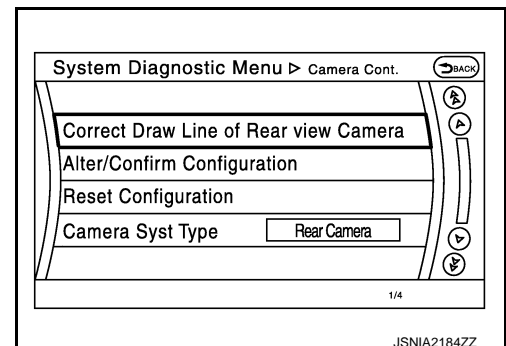 System Diagnostic Menu ▷ Camera Cont.
BACK
Correct Draw Line of Rear view Camera
Alter/Confirm Configuration
Reset Configuration
Camera Syst Type Rear Camera
1/4
JSNIA2184ZZ